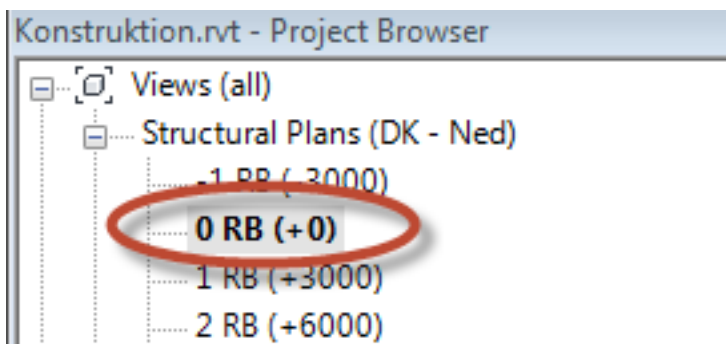 Konstruktion.rvt - Project Browser
Views (all)
Structural Plans (DK - Ned)
-1 RB (-3000)
0 RB (+0)
1 RB (+3000)
2 RB (+6000)